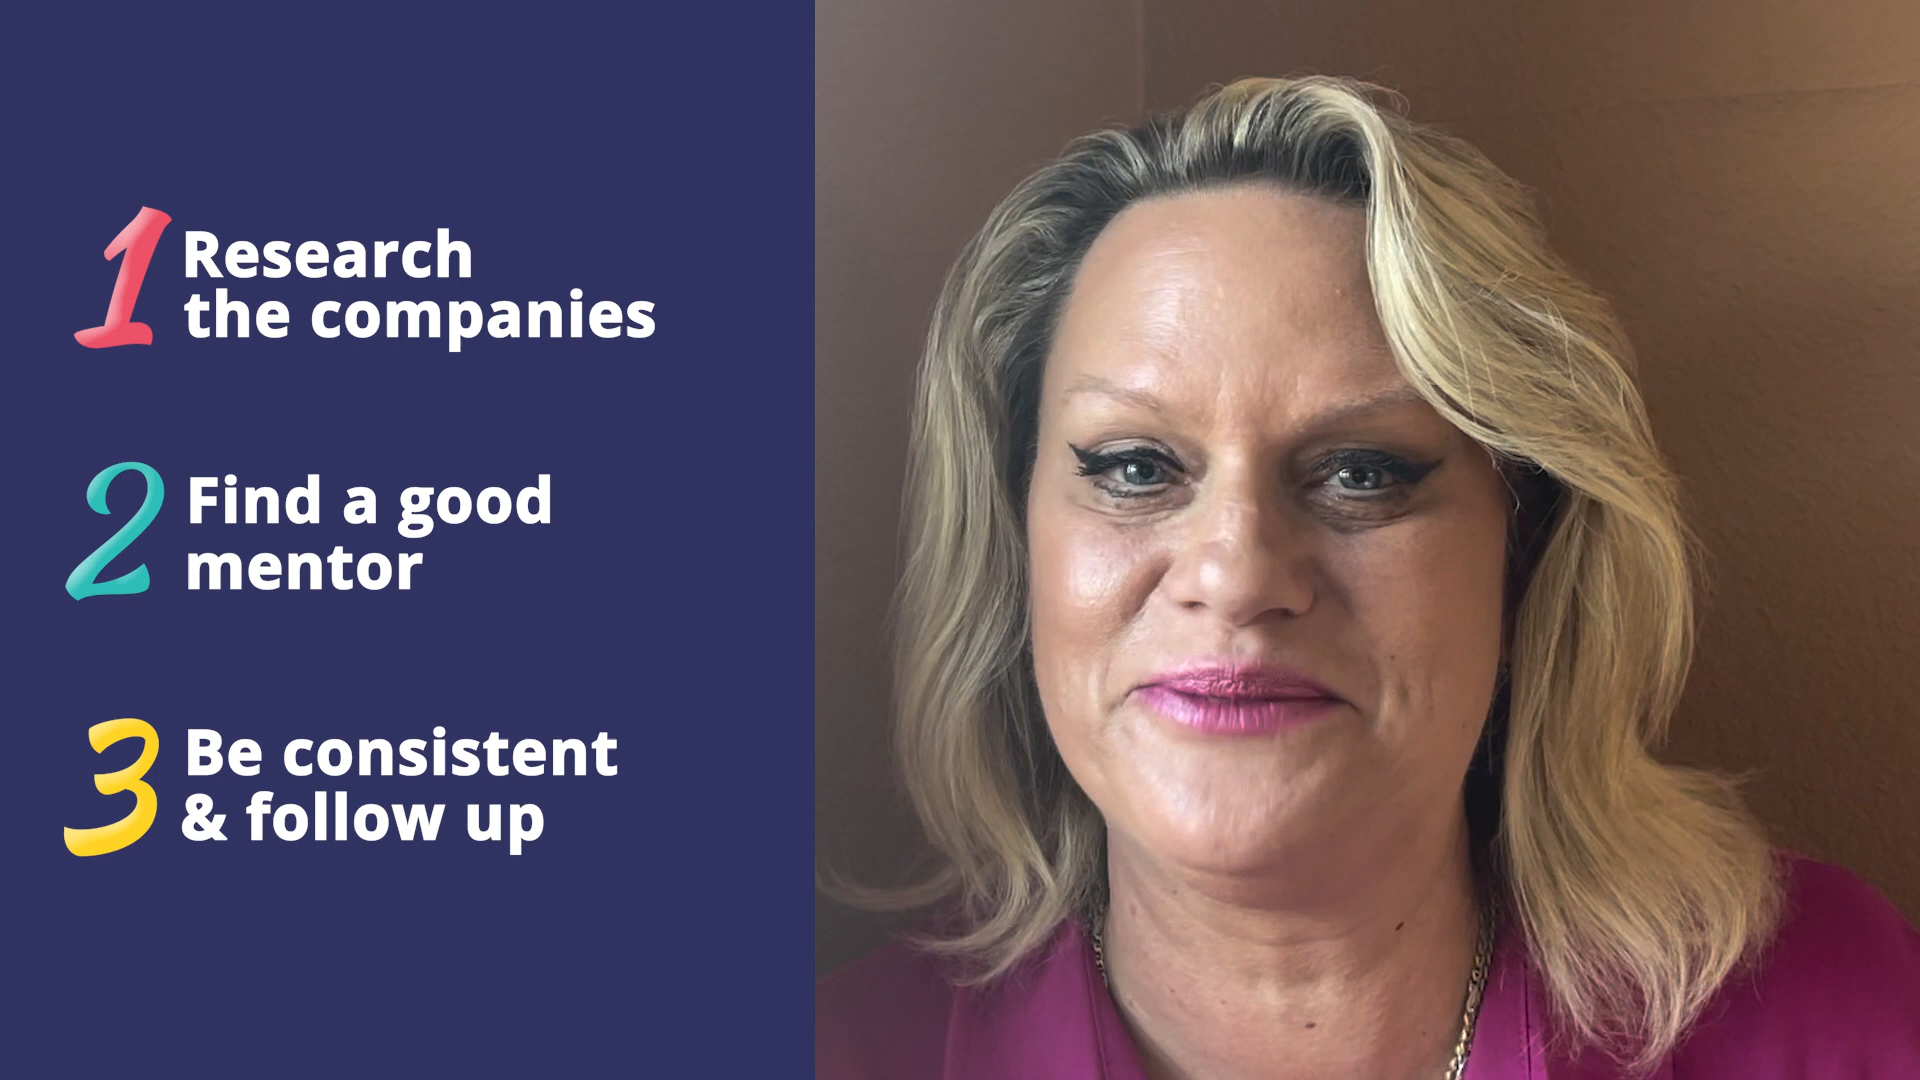 1 Research
the companies
2 Find a good
mentor
3 Be consistent
& follow up